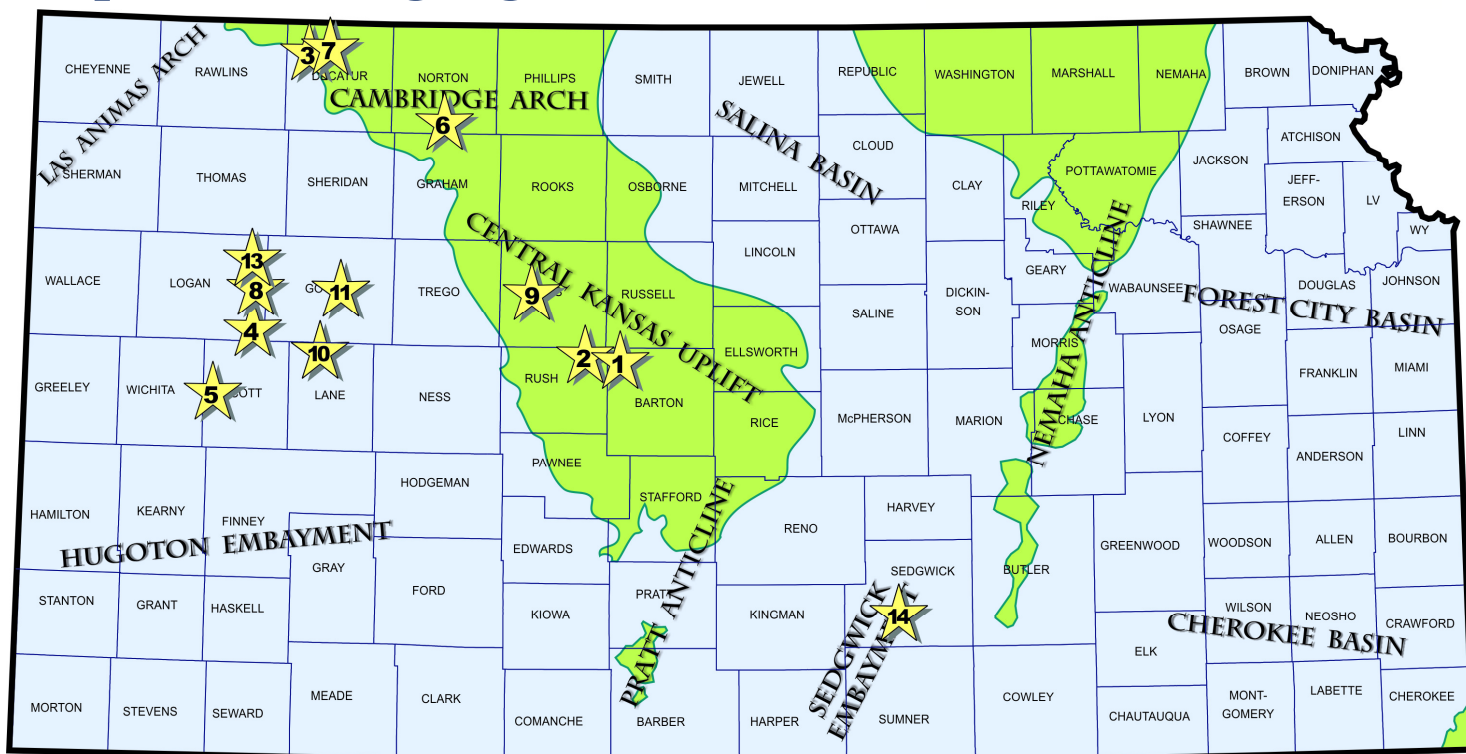 CHEYENNE
RAWLINS
3
7
NORTON
PHILLIPS
SMITH
JEWELL
REPUBLIC
WASHINGTON
MARSHALL
NEMAHA
BROWN
DONIPHAN
LAS ANIMAS ARCH
CAMBRIDGE ARCH
6
SALINA BASIN
CLOUD
ATCHISON
JACKSON
SHERMAN
THOMAS
SHERIDAN
GRAHAM
ROOKS
OSBORNE
MITCHELL
CLAY
POTTAWATOMIE
RILEY
JEFF-
ERSON
LV
SHAWNEE
WY
CENTRAL KANSAS UPLIFT
LINCOLN
OTTAWA
WALLACE
LOGAN
13
8
4
11
TREGO
9
RUSSELL
DICKIN-
SON
GEARY
WABAUNSEE
NEMAHA ANTICLINE
FOREST CITY BASIN
DOUGLAS
JOHNSON
SALINE
OSAGE
MORRIS
10
2
1
ELLSWORTH
GREELEY
WICHITA
5
LANE
NESS
RUSH
BARTON
RICE
McPHERSON
MARION
CHASE
LYON
FRANKLIN
MIAMI
COFFEY
ANDERSON
LINN
PAWNEE
HODGEMAN
STAFFORD
HAMILTON
KEARNY
FINNEY
HUGOTON EMBAYMENT
GRAY
EDWARDS
PRATT ANTICLINE
RENO
HARVEY
SEDGWICK
BUTLER
GREENWOOD
WOODSON
ALLEN
BOURBON
STANTON
GRANT
HASKELL
FORD
KIOWA
PRATT
KINGMAN
14
SEDGWICK
EMBAYMENT
WILSON
NEOSHO
CRAWFORD
CHEROKEE BASIN
ELK
MORTON
STEVENS
SEWARD
MEADE
CLARK
COMANCHE
BARBER
HARPER
SUMNER
COWLEY
CHAUTAUQUA
MONT-
GOMERY
LABETTE
CHEROKEE